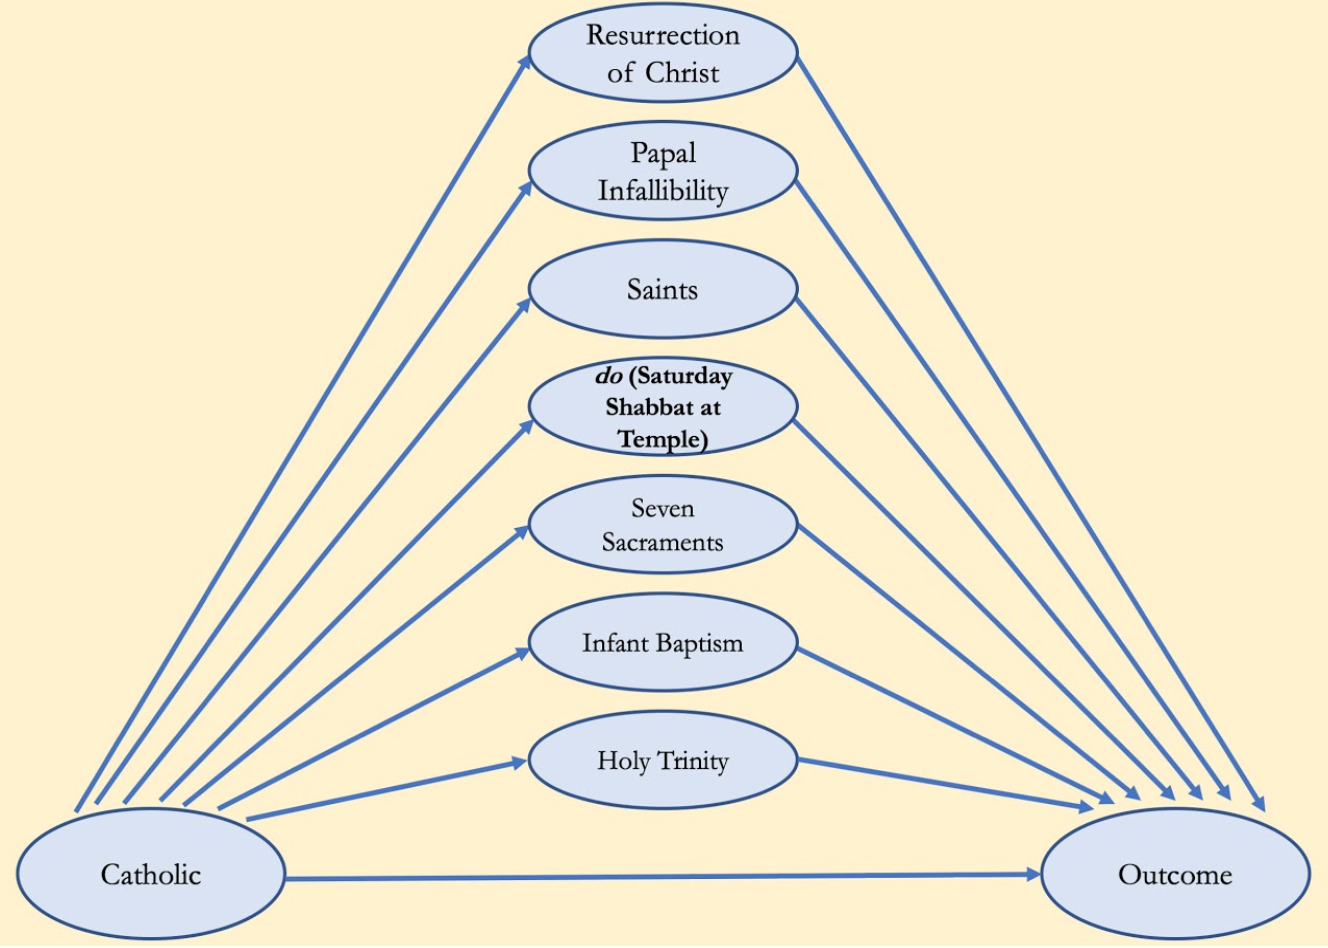 Resurrection
of Christ
Papal
Infallibility
Saints
do (Saturday
Shabbat at
Temple)
Seven
Sacraments
Infant Baptism
Holy Trinity
Catholic
Outcome